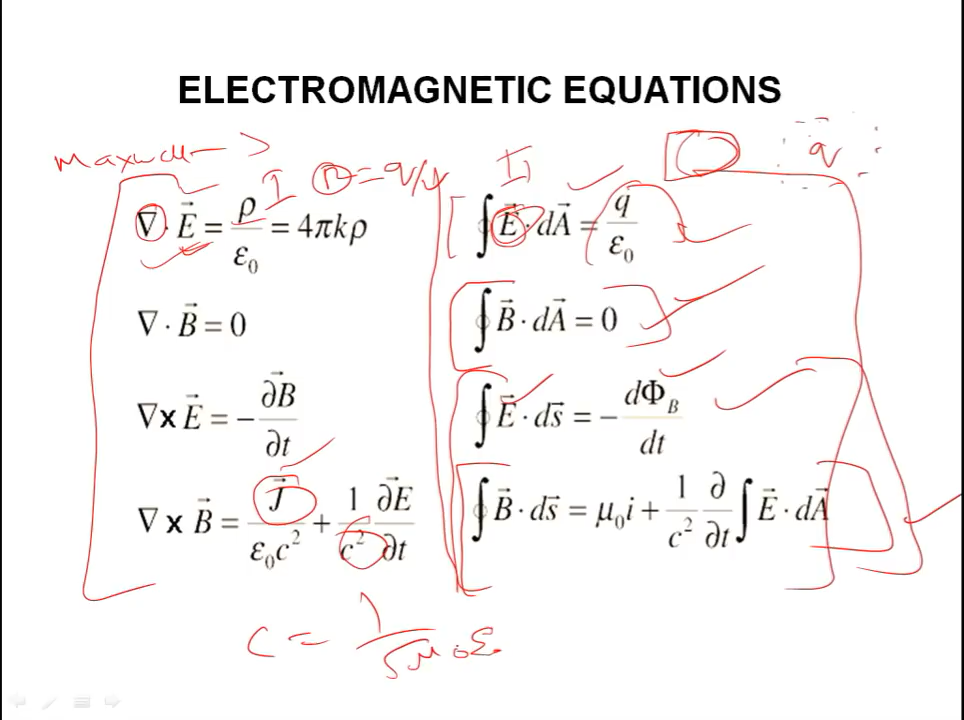 ELECTROMAGNETIC EQUATIONS
Maxwell
q
I ρ = q/v
II
∇ · E⃗ = ρ/ε₀ = 4πkρ
∮ E⃗ · dA⃗ = q/ε₀
∇ · B⃗ = 0
∮ B⃗ · dA⃗ = 0
∇ x E⃗ = − ∂B⃗/∂t
∮ E⃗ · ds⃗ = − dΦ_B/dt
∇ x B⃗ = J⃗/ε₀c² + 1/c² ∂E⃗/∂t
∮ B⃗ · ds⃗ = μ₀i + 1/c² ∂/∂t ∫ E⃗ · dA⃗
c = 1/√μ₀ε₀